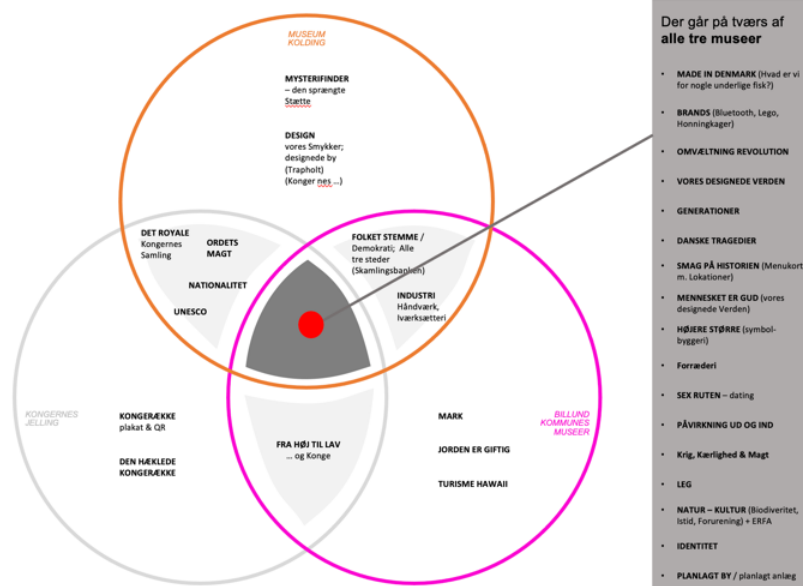 MUSEUM
KOLDING
MYSTERIFINDER
– den sprængte
Støtte
DESIGN
vores Smykker;
designede by
(Trapholt)
(Konger nes …)
DET ROYALE
Kongernes
Samling
ORDETS
MAGT
NATIONALITET
UNESCO
FOLKET STEMME /
Demokrati; Alle
tre steder
(Skamlingsbanken)
INDUSTRI
Håndværk,
Iværksætteri
KONGERNES
JELLING
KONGERÆKKE
plakat & QR
DEN HÆKLEDE
KONGERÆKKE
FRA HØJ TIL LAV
… og Konge
MARK
JORDEN ER GIFTIG
TURISME HAWAII
BILLUND
KOMMUNES
MUSEER
Der går på tværs af
alle tre museer
• MADE IN DENMARK (Hvad er vi
for nogle underlige fisk?)
• BRANDS (Bluetooth, Lego,
Honningkager)
• OMVÆLTNING REVOLUTION
• VORES DESIGNEDE VERDEN
• GENERATIONER
• DANSKE TRAGEDIER
• SMAG PÅ HISTORIEN (Menukort
m. Lokationer)
• MENNESKET ER GUD (vores
designede Verden)
• HØJERE STØRRE (symbol-
byggeri)
• Forræderi
• SEX RUTEN – dating
• PÅVIRKNING UD OG IND
• Krig, Kærlighed & Magt
• LEG
• NATUR – KULTUR (Biodiveritet,
Istid, Forurening) + ERFA
• IDENTITET
• PLANLAGT BY / planlagt anlæg